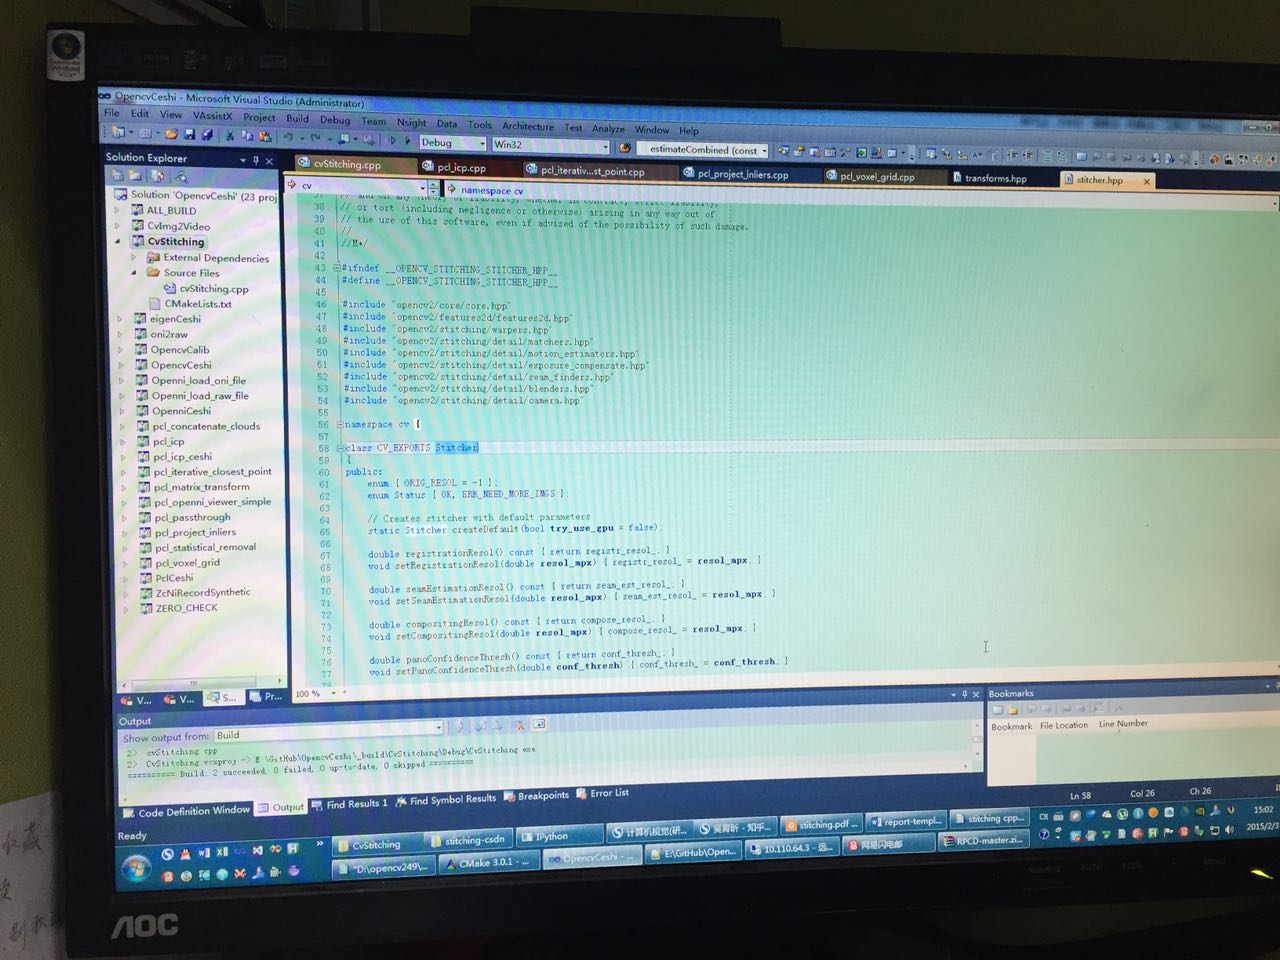 OpencvCeshi - Microsoft Visual Studio (Administrator)
File Edit View VAssistX Project Build Debug Team Nsight Data Tools Architecture Test Analyze Window Help
Debug Win32 estimateCombined (const
Solution Explorer
cvStitching.cpp pcl_icp.cpp pcl_iterativ...st_point.cpp pcl_project_inliers.cpp pcl_voxel_grid.cpp transforms.hpp stitcher.hpp
cv namespace cv
Solution 'OpencvCeshi' (23 proj
ALL_BUILD
CvImg2Video
CvStitching
External Dependencies
Source Files
cvStitching.cpp
CMakeLists.txt
eigenCeshi
oni2raw
OpencvCalib
OpencvCeshi
Openni_load_oni_file
Openni_load_raw_file
OpenniCeshi
pcl_concatenate_clouds
pcl_icp
pcl_icp_ceshi
pcl_iterative_closest_point
pcl_matrix_transform
pcl_openni_viewer_simple
pcl_passthrough
pcl_project_inliers
pcl_statistical_removal
pcl_voxel_grid
PclCeshi
ZcNiRecordSynthetic
ZERO_CHECK
38 // or tort (including negligence or otherwise) arising in any way out of
39 // the use of this software, even if advised of the possibility of such damage.
40 //
41 //M*/
42
43 #ifndef __OPENCV_STITCHING_STITCHER_HPP__
44 #define __OPENCV_STITCHING_STITCHER_HPP__
45
46 #include "opencv2/core/core.hpp"
47 #include "opencv2/features2d/features2d.hpp"
48 #include "opencv2/stitching/warpers.hpp"
49 #include "opencv2/stitching/detail/matchers.hpp"
50 #include "opencv2/stitching/detail/motion_estimators.hpp"
51 #include "opencv2/stitching/detail/exposure_compensate.hpp"
52 #include "opencv2/stitching/detail/seam_finders.hpp"
53 #include "opencv2/stitching/detail/blenders.hpp"
54 #include "opencv2/stitching/detail/camera.hpp"
55
56 namespace cv {
57
58 class CV_EXPORTS Stitcher
59 {
60 public:
61 enum { ORIG_RESOL = -1 };
62 enum Status { OK, ERR_NEED_MORE_IMGS };
63
64 // Creates stitcher with default parameters
65 static Stitcher createDefault(bool try_use_gpu = false);
66
67 double registrationResol() const { return registr_resol_; }
68 void setRegistrationResol(double resol_mpx) { registr_resol_ = resol_mpx; }
69
70 double seamEstimationResol() const { return seam_est_resol_; }
71 void setSeamEstimationResol(double resol_mpx) { seam_est_resol_ = resol_mpx; }
72
73 double compositingResol() const { return compose_resol_; }
74 void setCompositingResol(double resol_mpx) { compose_resol_ = resol_mpx; }
75
76 double panoConfidenceThresh() const { return conf_thresh_; }
77 void setPanoConfidenceThresh(double conf_thresh) { conf_thresh_ = conf_thresh; }
100 %
V... V... S... Pr...
Output
Show output from: Build
2> cvStitching.cpp
2> CvStitching.vcxproj -> E:\GitHub\OpencvCeshi\_build\CvStitching\Debug\CvStitching.exe
========== Build: 2 succeeded, 0 failed, 0 up-to-date, 0 skipped ==========
Bookmarks
Bookmark File Location Line Number
Code Definition Window Output Find Results 1 Find Symbol Results Breakpoints Error List
Ready Ln 58 Col 26 Ch 26
CvStitching stitching-csdn IPython 计算机视觉(研... 吴育昕 - 知乎... stitching.pdf ... report-templ... stitching cpp...
"D:\opencv249\... CMake 3.0.1 - ... OpencvCeshi - ... E:\GitHub\Open... 10.110.64.3 - 远... 网易闪电邮 RPCD-master.zi...
15:02
2015/2/3
AOC